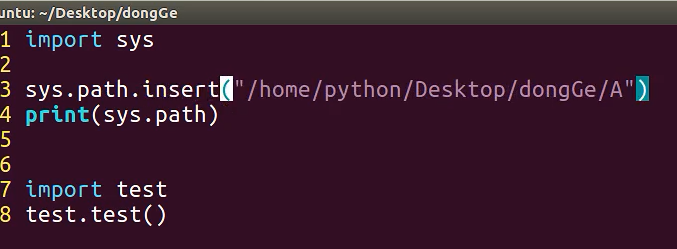 untu: ~/Desktop/dongGe
1 import sys
2
3 sys.path.insert("/home/python/Desktop/dongGe/A")
4 print(sys.path)
5
6
7 import test
8 test.test()